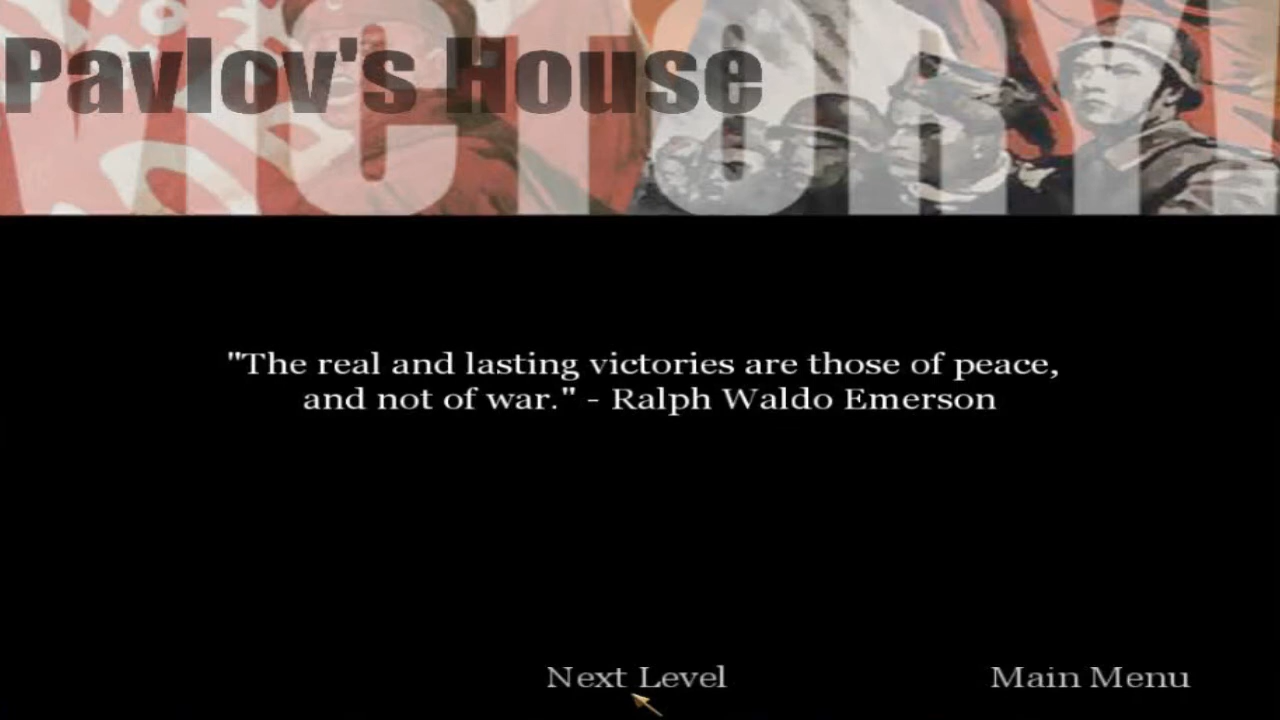 VICTORY!
Pavlov's House
"The real and lasting victories are those of peace,
and not of war." - Ralph Waldo Emerson
Next Level
Main Menu